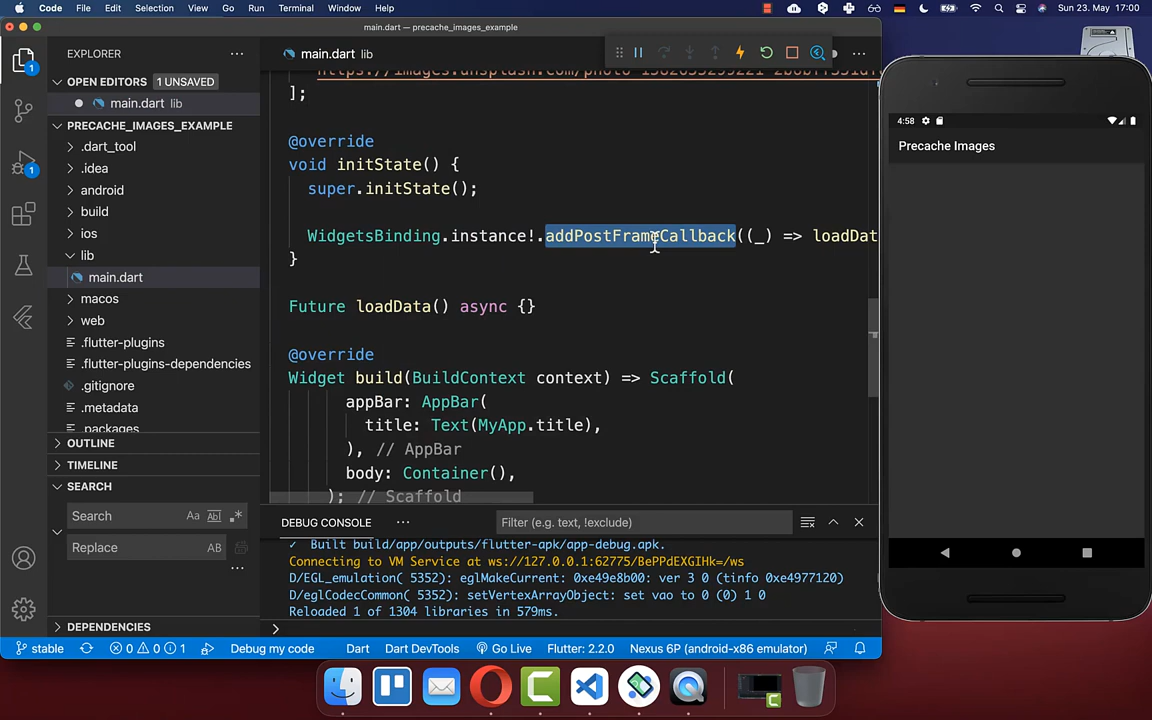 Code File Edit Selection View Go Run Terminal Window Help
Sun 23. May 17:00
main.dart — precache_images_example
EXPLORER
OPEN EDITORS 1 UNSAVED
main.dart lib
PRECACHE_IMAGES_EXAMPLE
.dart_tool
.idea
android
build
ios
lib
main.dart
macos
web
.flutter-plugins
.flutter-plugins-dependencies
.gitignore
.metadata
.packages
OUTLINE
TIMELINE
SEARCH
Search Aa Abl
Replace AB
DEPENDENCIES
1
1
main.dart lib
];
@override
void initState() {
super.initState();
WidgetsBinding.instance!.addPostFrameCallback((_) => loadDat
}
Future loadData() async {}
@override
Widget build(BuildContext context) => Scaffold(
appBar: AppBar(
title: Text(MyApp.title),
), // AppBar
body: Container(),
); // Scaffold
DEBUG CONSOLE
Filter (e.g. text, !exclude)
✓ Built build/app/outputs/flutter-apk/app-debug.apk.
Connecting to VM Service at ws://127.0.0.1:62775/BePPdEXGIHk=/ws
D/EGL_emulation( 5352): eglMakeCurrent: 0xe49e8b00: ver 3 0 (tinfo 0xe4977120)
D/eglCodecCommon( 5352): setVertexArrayObject: set vao to 0 (0) 1 0
Reloaded 1 of 1304 libraries in 579ms.
stable 0 0 1 Debug my code Dart Dart DevTools Go Live Flutter: 2.2.0 Nexus 6P (android-x86 emulator)
4:58
Precache Images